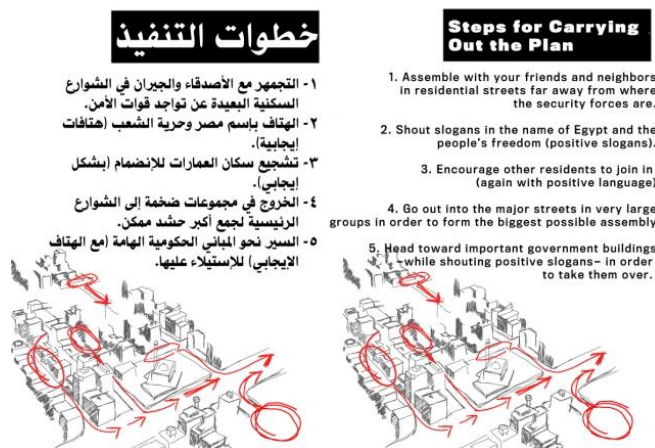 خطوات التنفيذ
١- التجمهر مع الأصدقاء والجيران في الشوارع
السكنية البعيدة عن تواجد قوات الأمن.
٢- الهتاف بإسم مصر وحرية الشعب (هتافات
إيجابية).
٣- تشجيع سكان العمارات للإنضمام (بشكل
إيجابي).
٤- الخروج في مجموعات ضخمة إلى الشوارع
الرئيسية لجمع أكبر حشد ممكن.
٥- السير نحو المباني الحكومية الهامة (مع الهتاف
الإيجابي) للإستيلاء عليها.
Steps for Carrying
Out the Plan
1. Assemble with your friends and neighbors
in residential streets far away from where
the security forces are.
2. Shout slogans in the name of Egypt and the
people's freedom (positive slogans).
3. Encourage other residents to join in
(again with positive language)
4. Go out into the major streets in very large
groups in order to form the biggest possible assembly
5. Head toward important government buildings
-while shouting positive slogans- in order
to take them over.